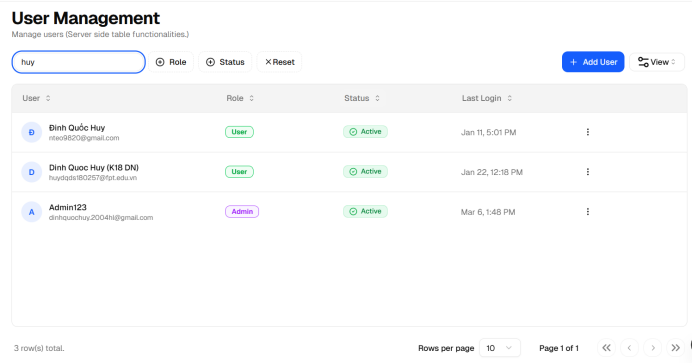 User Management
Manage users (Server side table functionalities.)
huy
Role
Status
Reset
Add User
View
User Role Status Last Login
Đ Đinh Quốc Huy User Active Jan 11, 5:01 PM
nteo9820@gmail.com
D Dinh Quoc Huy (K18 DN) User Active Jan 22, 12:18 PM
huydqds180257@fpt.edu.vn
A Admin123 Admin Active Mar 6, 1:48 PM
dinhquochuy.2004hl@gmail.com
3 row(s) total.
Rows per page 10 Page 1 of 1